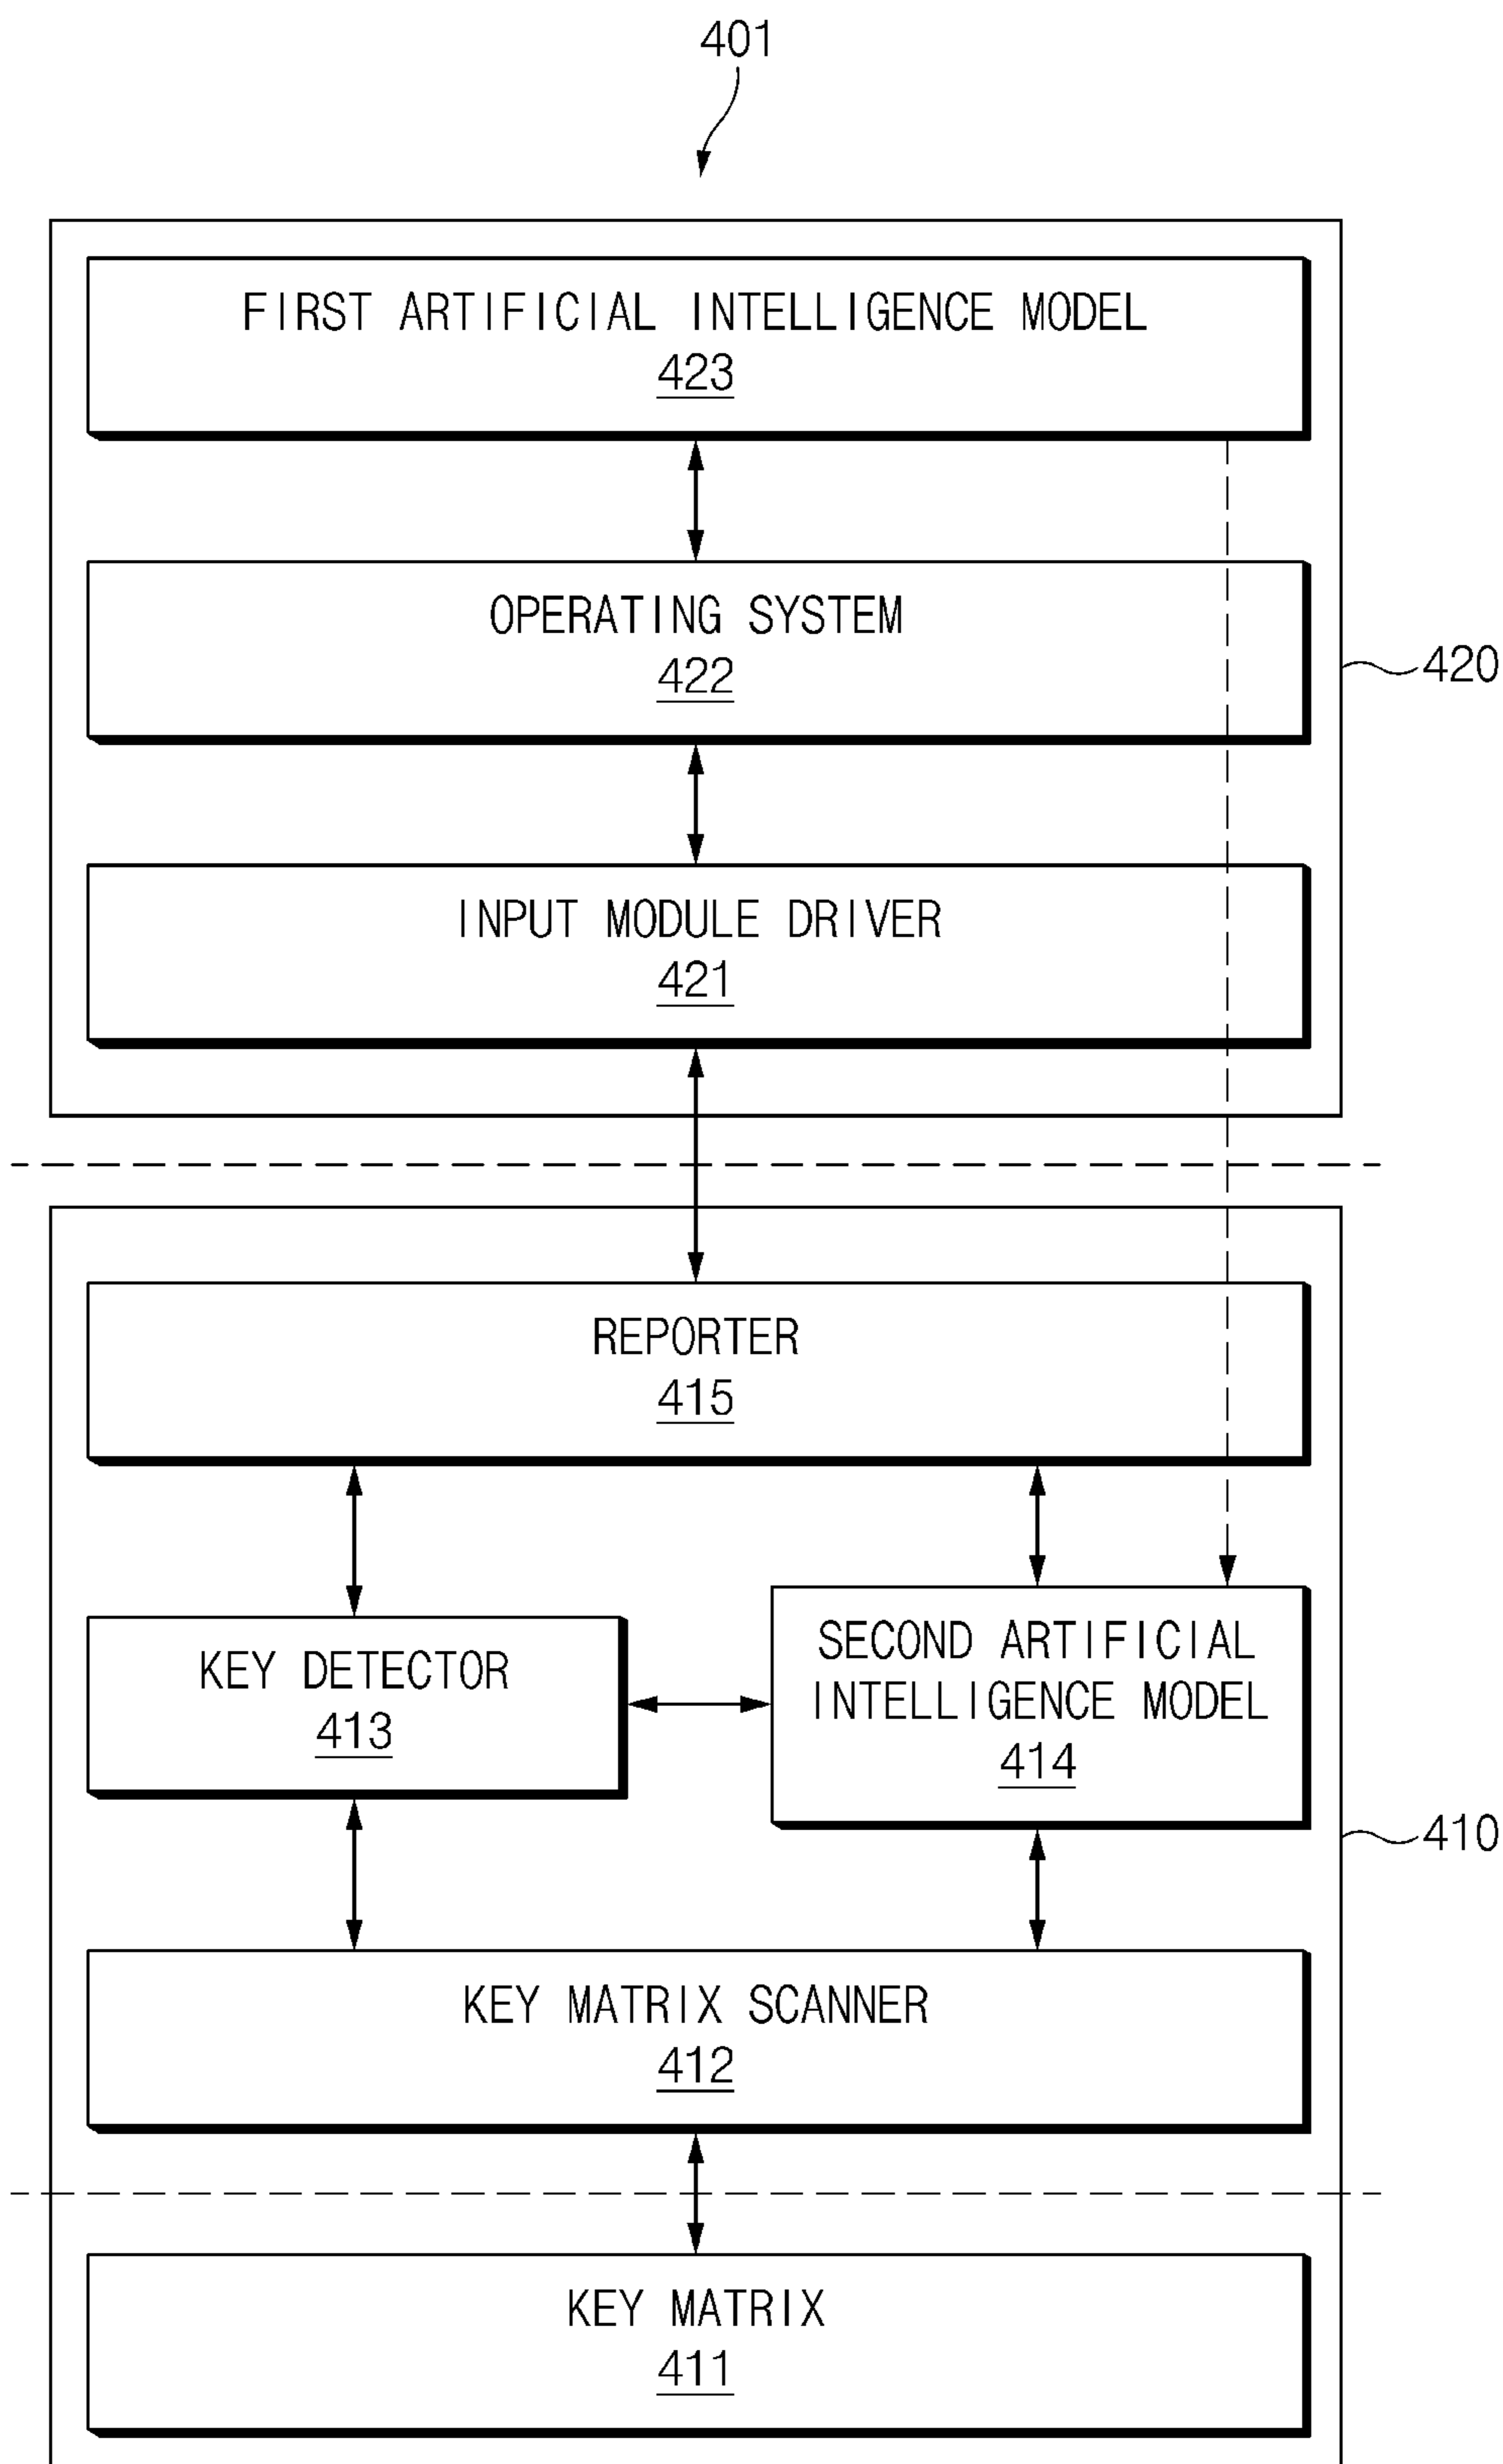 401
FIRST ARTIFICIAL INTELLIGENCE MODEL
423
OPERATING SYSTEM
422
420
INPUT MODULE DRIVER
421
REPORTER
415
KEY DETECTOR
413
SECOND ARTIFICIAL
INTELLIGENCE MODEL
414
410
KEY MATRIX SCANNER
412
KEY MATRIX
411